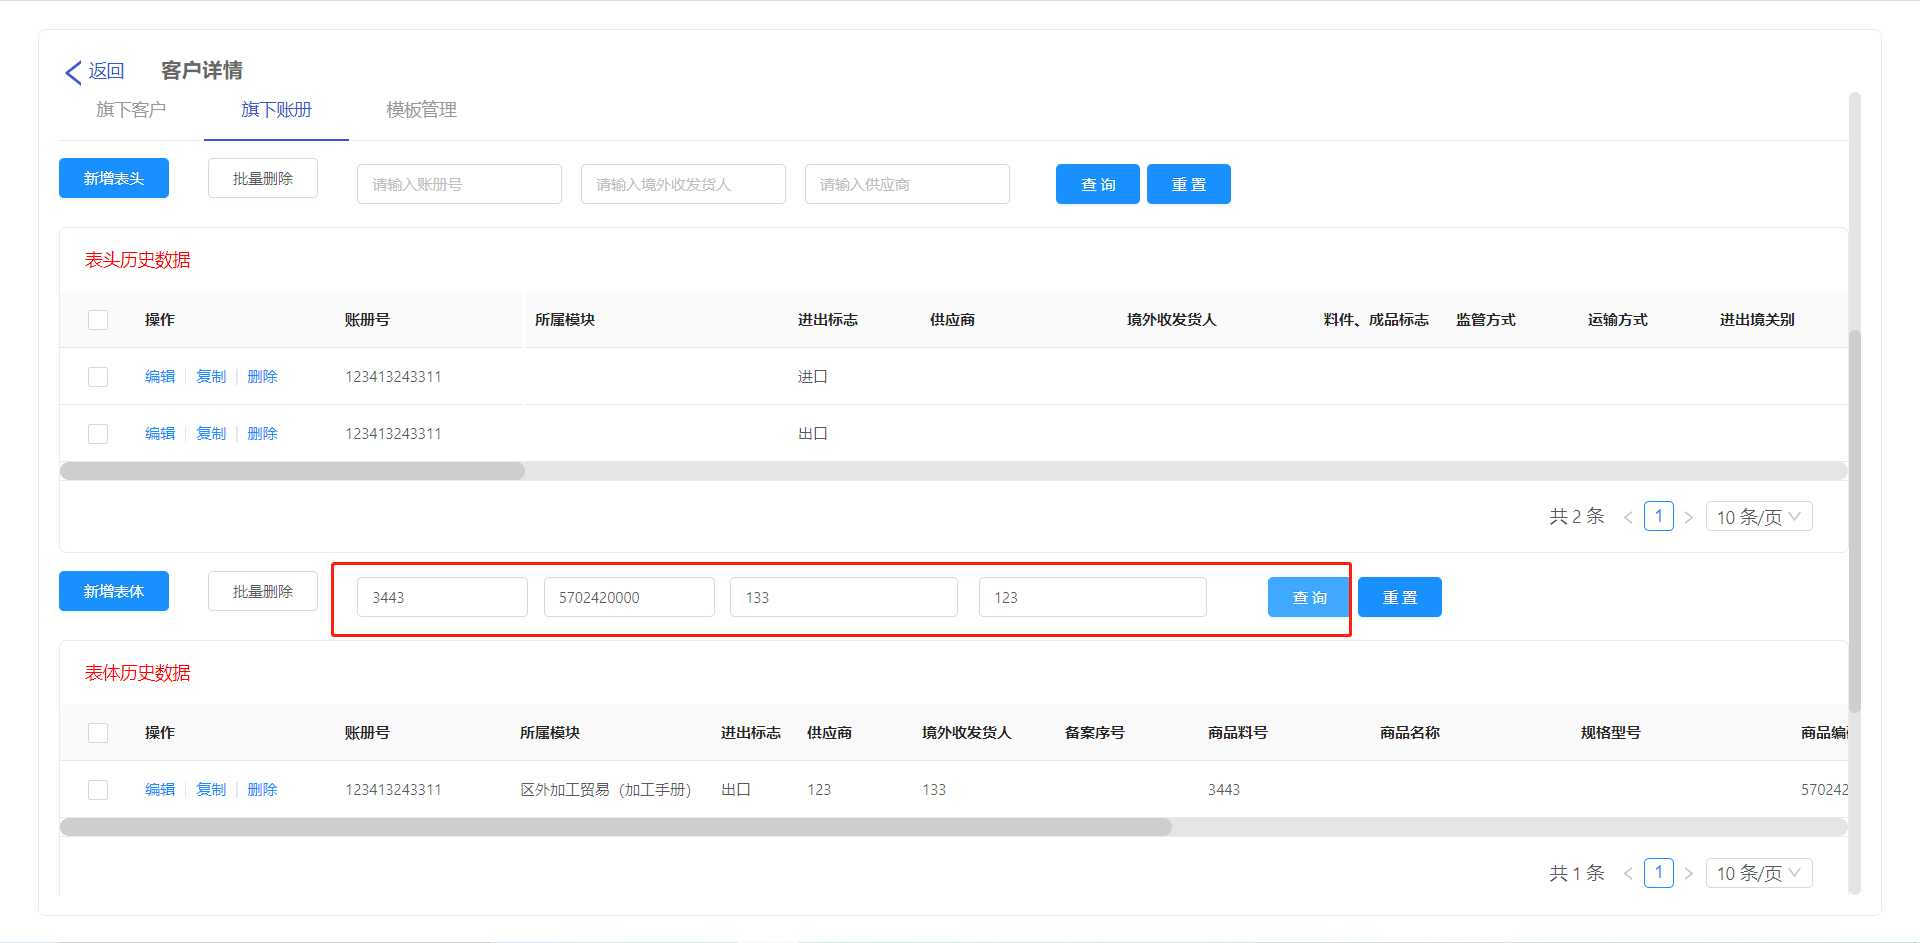 返回 客户详情
旗下客户 旗下账册 模板管理
新增表头 批量删除 请输入账册号 请输入境外收发货人 请输入供应商 查 询 重 置
表头历史数据
操作 账册号 所属模块 进出标志 供应商 境外收发货人 料件、成品标志 监管方式 运输方式 进出境关别
编辑 复制 删除 123413243311 进口
编辑 复制 删除 123413243311 出口
共 2 条 < 1 > 10 条/页
新增表体 批量删除 3443 5702420000 133 123 查 询 重 置
表体历史数据
操作 账册号 所属模块 进出标志 供应商 境外收发货人 备案序号 商品料号 商品名称 规格型号 商品编
编辑 复制 删除 123413243311 区外加工贸易（加工手册） 出口 123 133 3443 570242
共 1 条 < 1 > 10 条/页